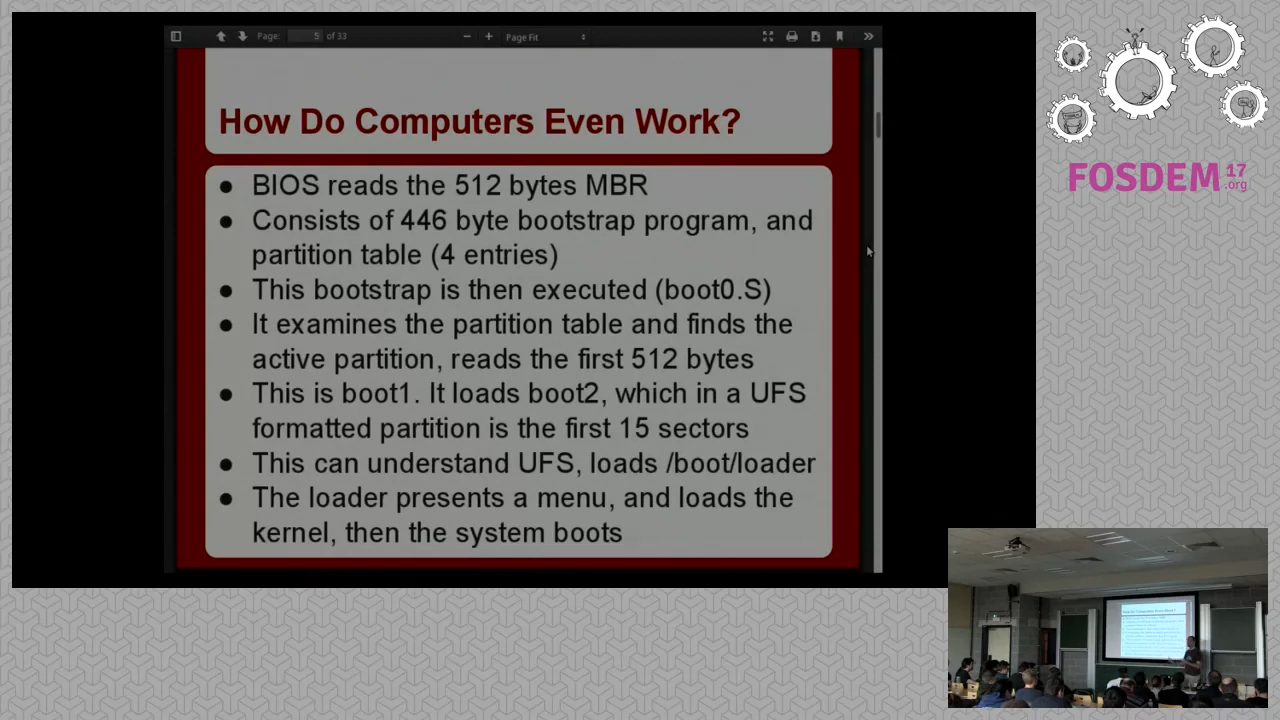 Page: 5 of 33
Page Fit
How Do Computers Even Work?
● BIOS reads the 512 bytes MBR
● Consists of 446 byte bootstrap program, and
partition table (4 entries)
● This bootstrap is then executed (boot0.S)
● It examines the partition table and finds the
active partition, reads the first 512 bytes
● This is boot1. It loads boot2, which in a UFS
formatted partition is the first 15 sectors
● This can understand UFS, loads /boot/loader
● The loader presents a menu, and loads the
kernel, then the system boots
FOSDEM 17
.org